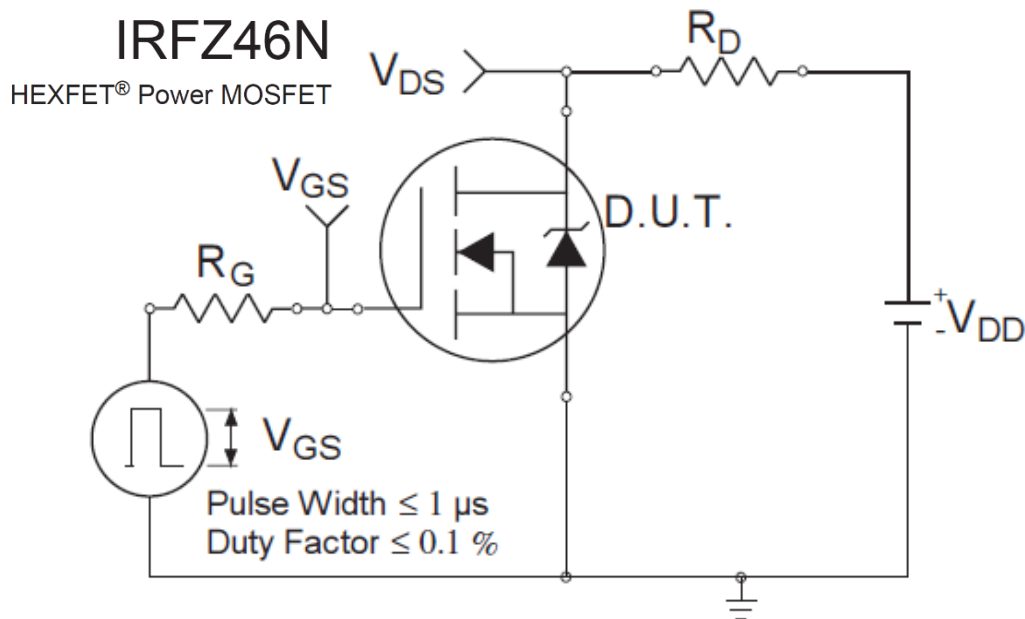 IRFZ46N
HEXFET® Power MOSFET
RD
VDS
VGS
D.U.T.
RG
+
-
VDD
VGS
Pulse Width ≤ 1 µs
Duty Factor ≤ 0.1 %